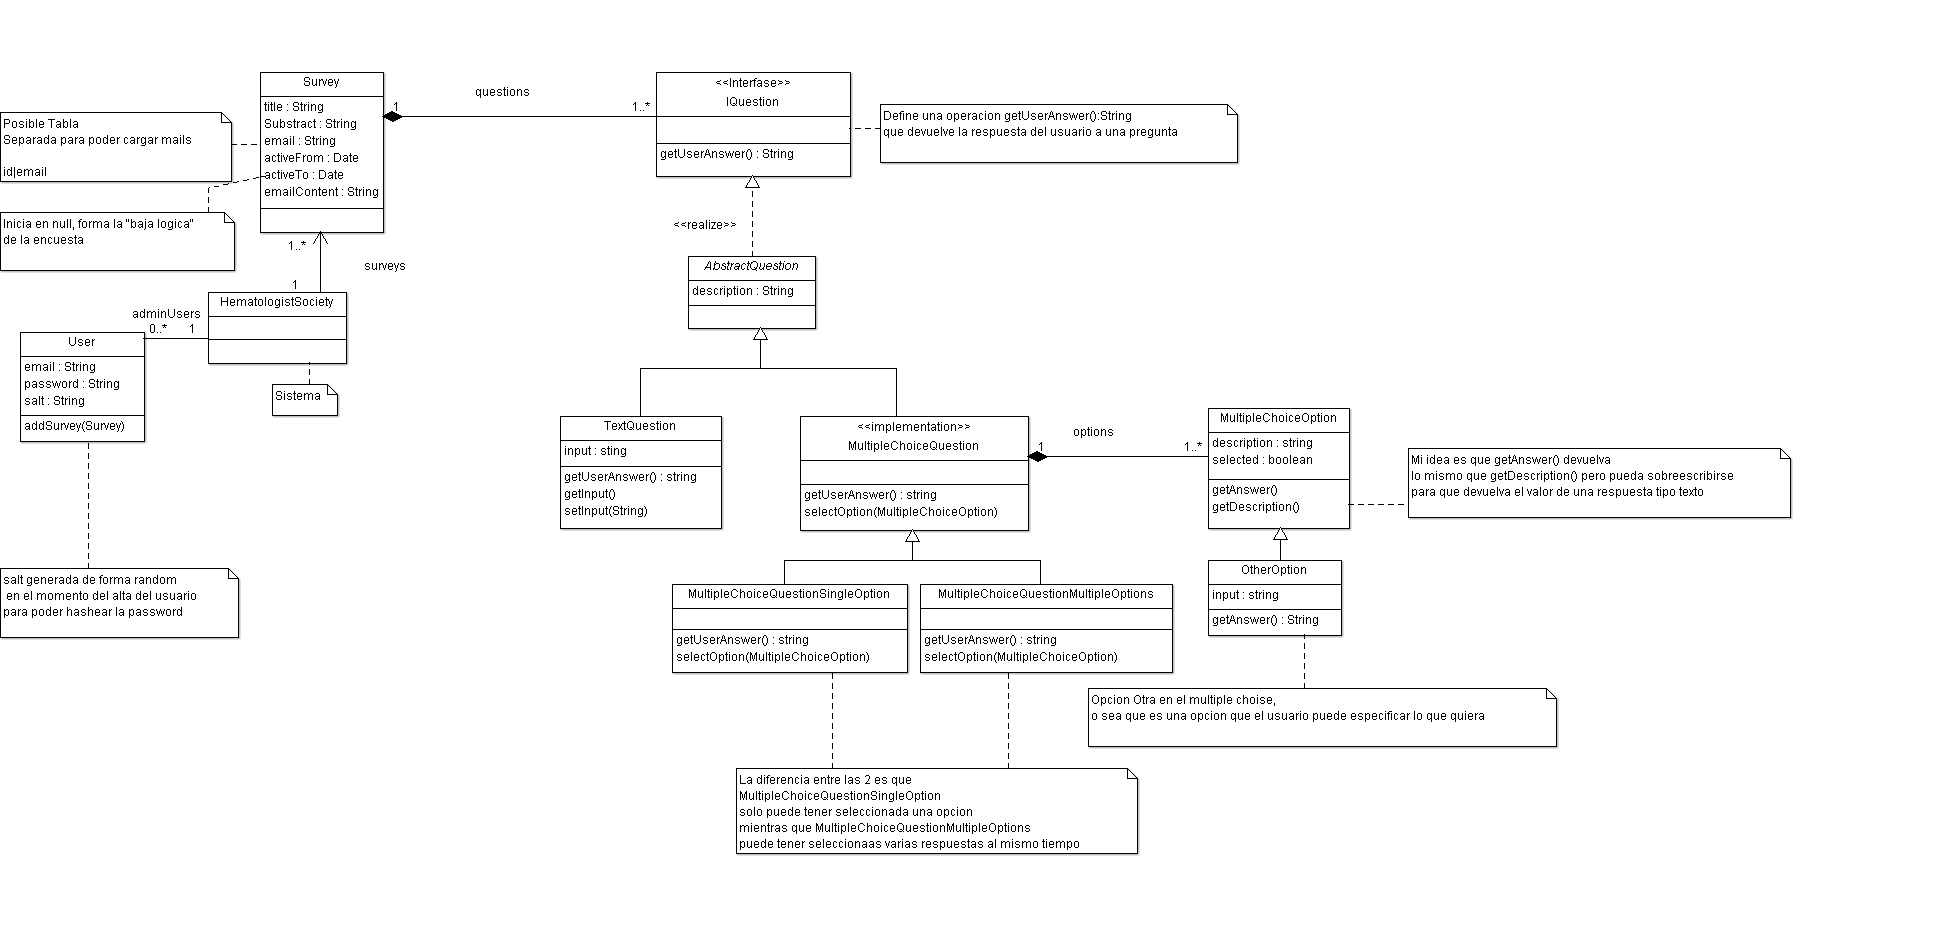 Survey
title : String
Substract : String
email : String
activeFrom : Date
activeTo : Date
emailContent : String
1
questions
1..*
<<Interfase>>
IQuestion
getUserAnswer() : String
Define una operacion getUserAnswer():String
que devuelve la respuesta del usuario a una pregunta
Posible Tabla
Separada para poder cargar mails
id|email
Inicia en null, forma la "baja logica"
de la encuesta
1..*
surveys
1
<<realize>>
AbstractQuestion
description : String
HematologistSociety
adminUsers
0..*
1
User
email : String
password : String
salt : String
addSurvey(Survey)
Sistema
TextQuestion
input : sting
getUserAnswer() : string
getInput()
setInput(String)
<<implementation>>
MultipleChoiceQuestion
getUserAnswer() : string
selectOption(MultipleChoiceOption)
1
options
1..*
MultipleChoiceOption
description : string
selected : boolean
getAnswer()
getDescription()
Mi idea es que getAnswer() devuelva
lo mismo que getDescription() pero pueda sobreescribirse
para que devuelva el valor de una respuesta tipo texto
salt generada de forma random
en el momento del alta del usuario
para poder hashear la password
MultipleChoiceQuestionSingleOption
getUserAnswer() : string
selectOption(MultipleChoiceOption)
MultipleChoiceQuestionMultipleOptions
getUserAnswer() : string
selectOption(MultipleChoiceOption)
OtherOption
input : string
getAnswer() : String
Opcion Otra en el multiple choise,
o sea que es una opcion que el usuario puede especificar lo que quiera
La diferencia entre las 2 es que
MultipleChoiceQuestionSingleOption
solo puede tener seleccionada una opcion
mientras que MultipleChoiceQuestionMultipleOptions
puede tener seleccionaas varias respuestas al mismo tiempo